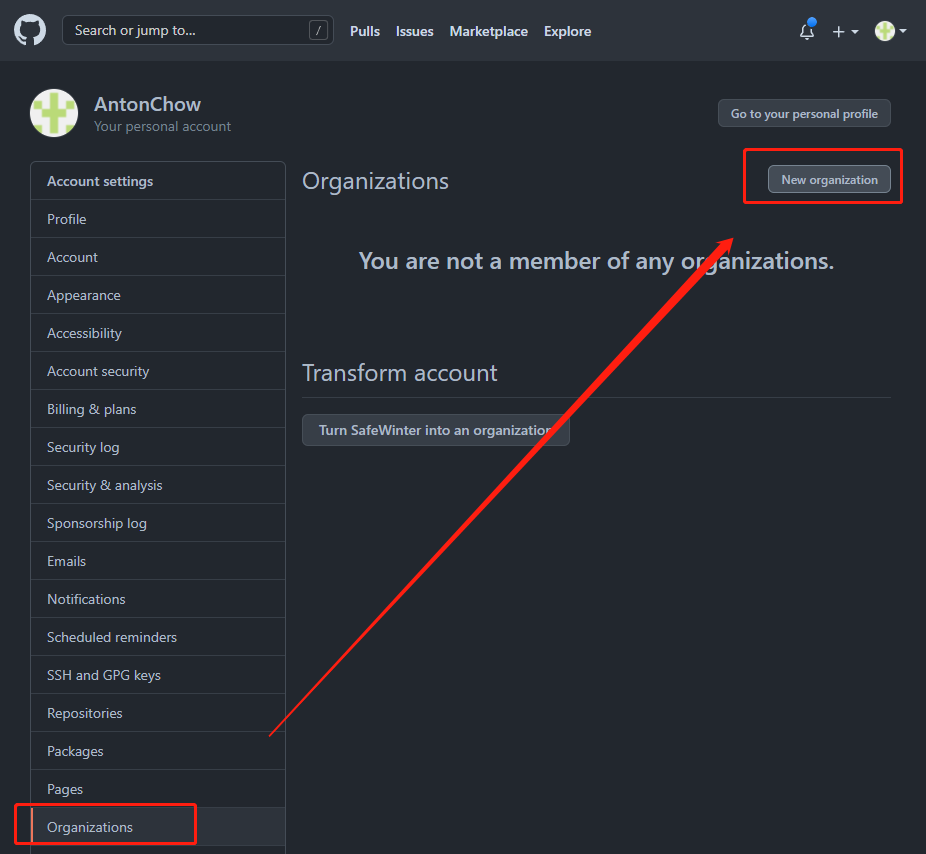 Search or jump to...
/
Pulls
Issues
Marketplace
Explore
AntonChow
Your personal account
Go to your personal profile
Account settings
Profile
Account
Appearance
Accessibility
Account security
Billing & plans
Security log
Security & analysis
Sponsorship log
Emails
Notifications
Scheduled reminders
SSH and GPG keys
Repositories
Packages
Pages
Organizations
Organizations
New organization
You are not a member of any organizations.
Transform account
Turn SafeWinter into an organization